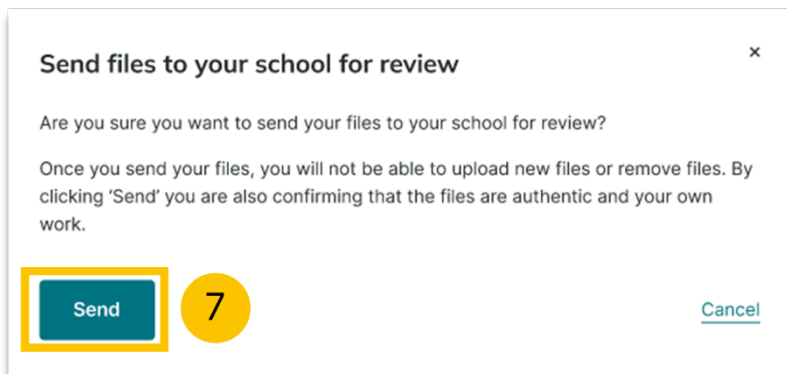 Send files to your school for review
×
Are you sure you want to send your files to your school for review?
Once you send your files, you will not be able to upload new files or remove files. By
clicking ‘Send’ you are also confirming that the files are authentic and your own
work.
Send
7
Cancel